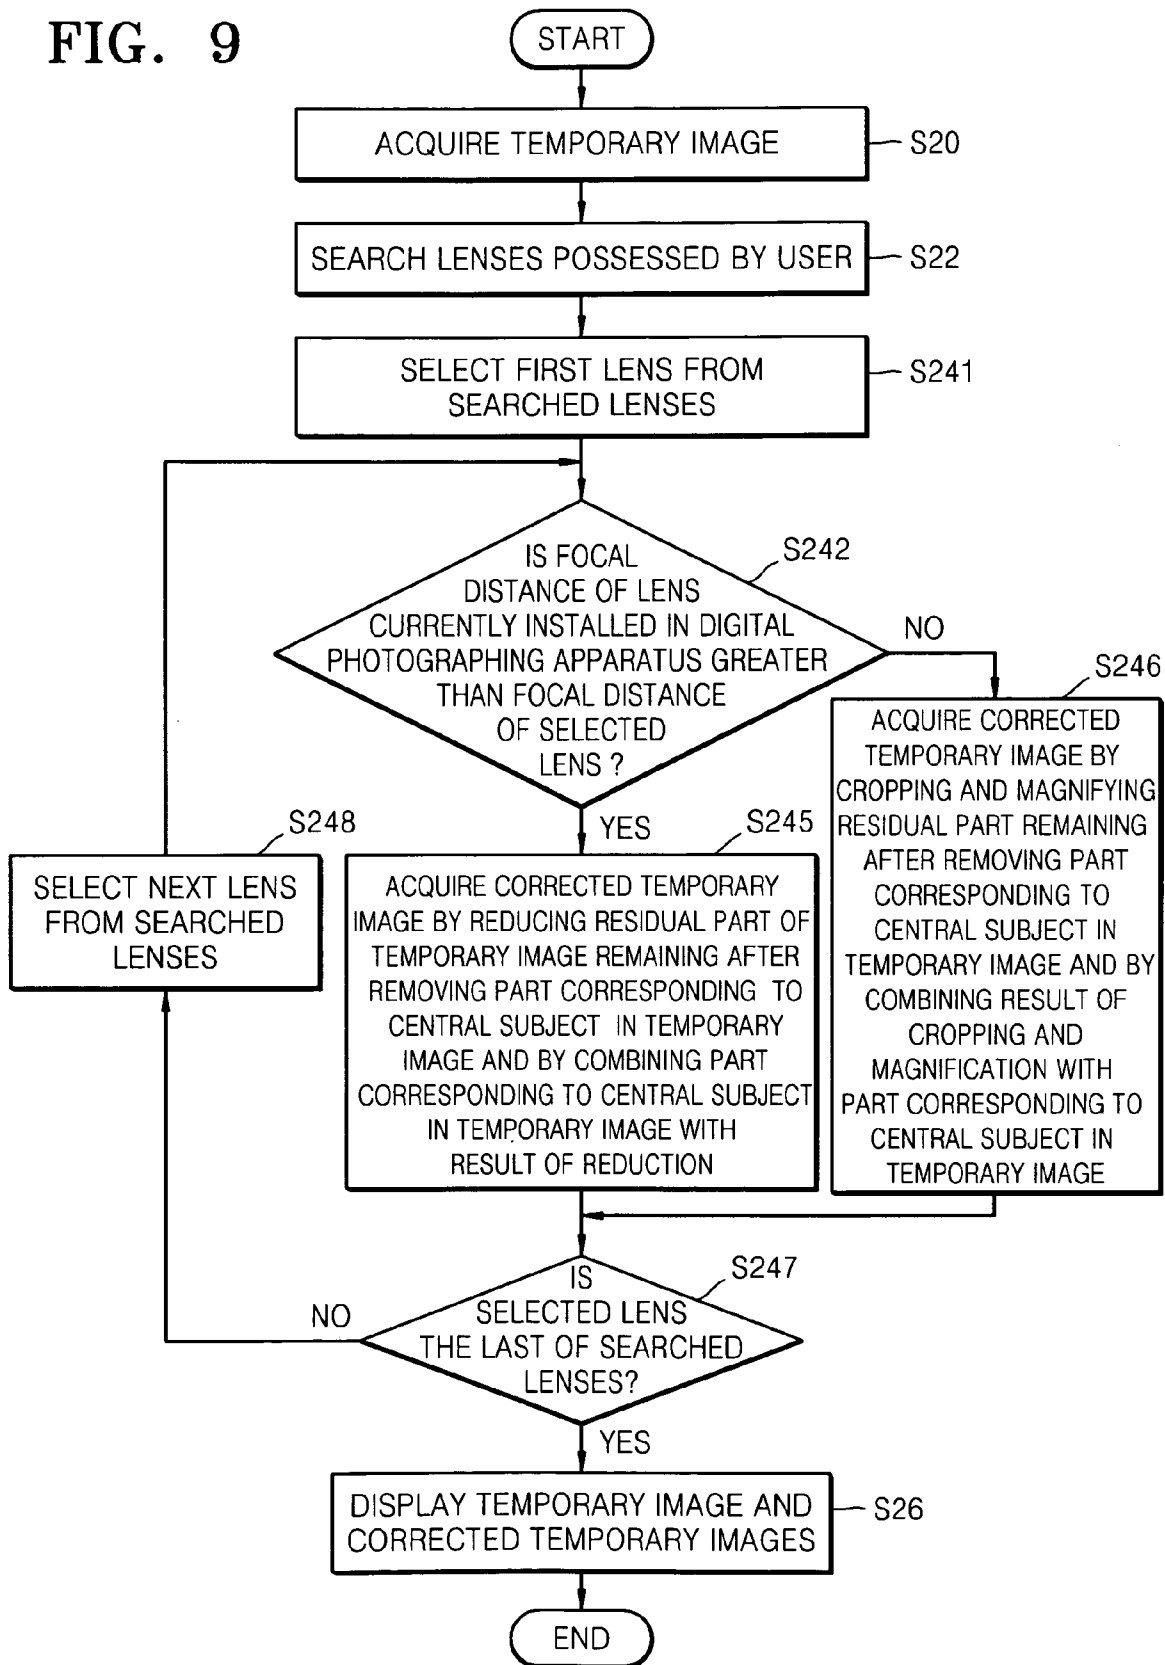 FIG. 9
START
ACQUIRE TEMPORARY IMAGE
S20
SEARCH LENSES POSSESSED BY USER
S22
SELECT FIRST LENS FROM
SEARCHED LENSES
S241
IS FOCAL
DISTANCE OF LENS
CURRENTLY INSTALLED IN DIGITAL
PHOTOGRAPHING APPARATUS GREATER
THAN FOCAL DISTANCE
OF SELECTED
LENS ?
S242
NO
YES
S246
ACQUIRE CORRECTED
TEMPORARY IMAGE BY
CROPPING AND MAGNIFYING
RESIDUAL PART REMAINING
AFTER REMOVING PART
CORRESPONDING TO
CENTRAL SUBJECT IN
TEMPORARY IMAGE AND BY
COMBINING RESULT OF
CROPPING AND
MAGNIFICATION WITH
PART CORRESPONDING TO
CENTRAL SUBJECT IN
TEMPORARY IMAGE
S245
ACQUIRE CORRECTED TEMPORARY
IMAGE BY REDUCING RESIDUAL PART OF
TEMPORARY IMAGE REMAINING AFTER
REMOVING PART CORRESPONDING TO
CENTRAL SUBJECT IN TEMPORARY
IMAGE AND BY COMBINING PART
CORRESPONDING TO CENTRAL SUBJECT
IN TEMPORARY IMAGE WITH
RESULT OF REDUCTION
S248
SELECT NEXT LENS
FROM SEARCHED
LENSES
S247
IS
SELECTED LENS
THE LAST OF SEARCHED
LENSES?
NO
YES
DISPLAY TEMPORARY IMAGE AND
CORRECTED TEMPORARY IMAGES
S26
END